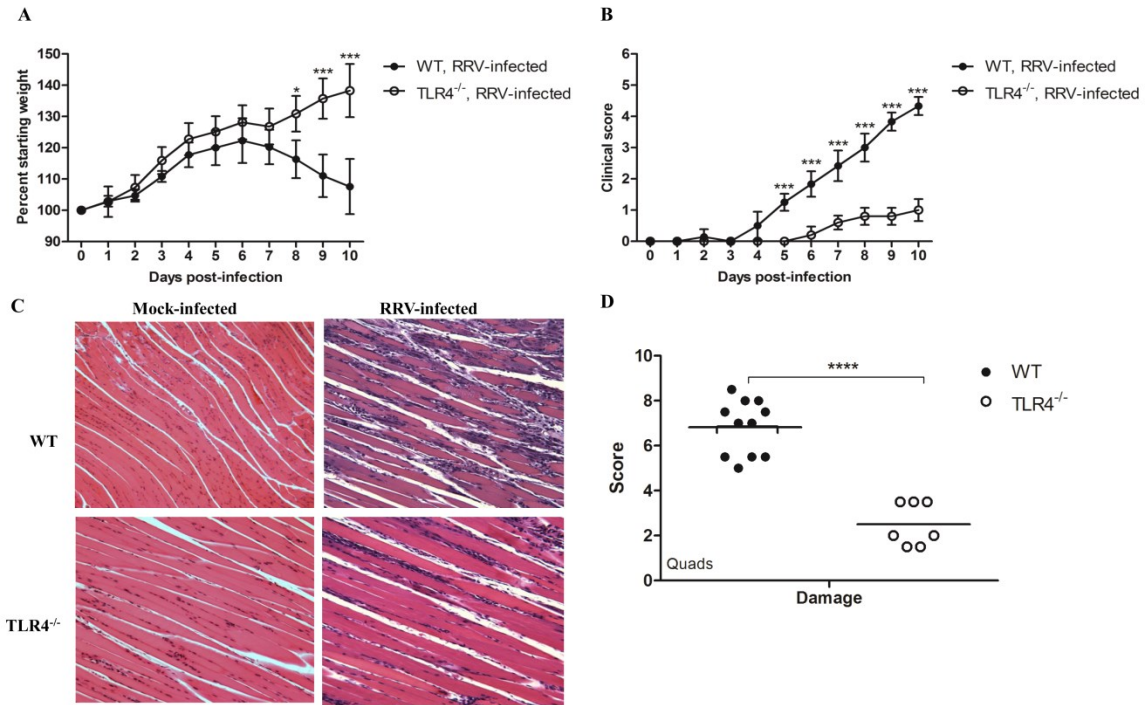 A
150
140
130
120
110
100
90
Percent starting weight
* *** ***
0 1 2 3 4 5 6 7 8 9 10
Days post-infection
WT, RRV-infected
TLR4-/-, RRV-infected
B
6
5
4
3
2
1
0
Clinical score
*** *** *** *** *** ***
0 1 2 3 4 5 6 7 8 9 10
Days post-infection
WT, RRV-infected
TLR4-/-, RRV-infected
C
Mock-infected RRV-infected
WT
TLR4-/-
D
10
8
6
4
2
0
Score
****
Quads
Damage
WT
TLR4-/-